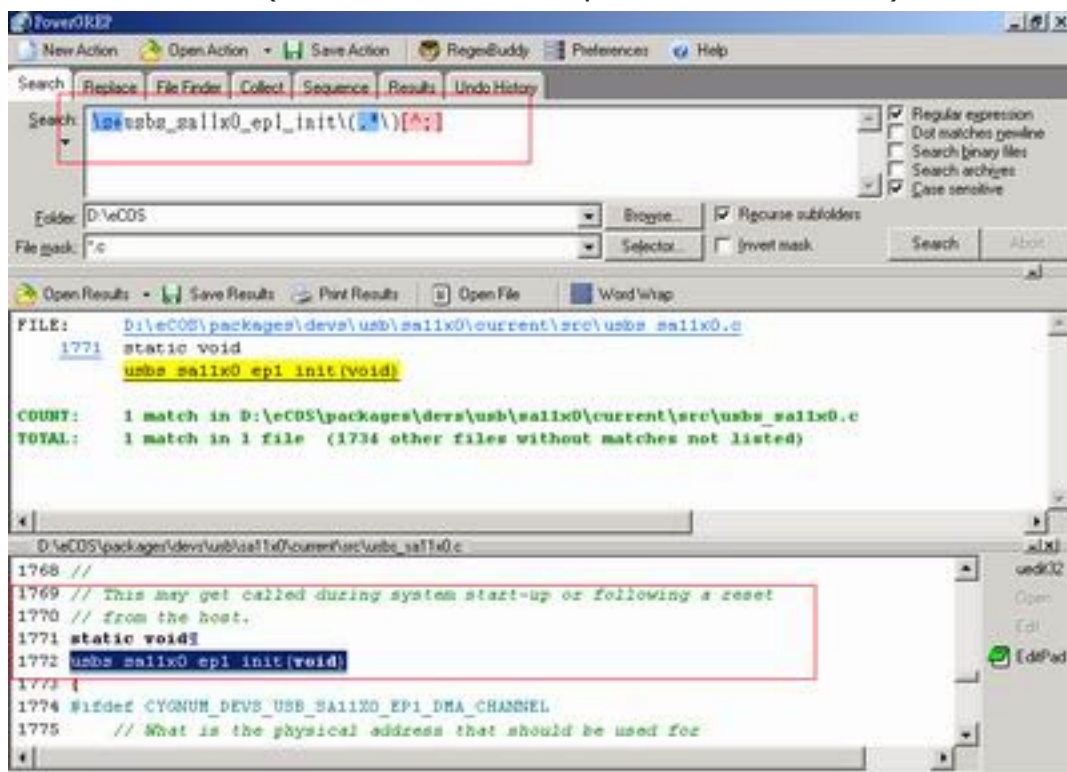 PowerGREP
New Action Open Action Save Action RegexBuddy Preferences Help
Search Replace File Finder Collect Sequence Results Undo History
Search: \s+usbs_sa11x0_ep1_init\(.*\)[^;]
Regular expression
Dot matches newline
Search binary files
Search archives
Case sensitive
Folder: D:\eCOS Browse... Recurse subfolders
File mask: *.c Selector... Invert mask Search Abort
Open Results Save Results Print Results Open File Word Wrap
FILE: D:\eCOS\packages\devs\usb\sa11x0\current\src\usbs_sa11x0.c
1771 static void
usbs_sa11x0_ep1_init(void)
COUNT: 1 match in D:\eCOS\packages\devs\usb\sa11x0\current\src\usbs_sa11x0.c
TOTAL: 1 match in 1 file (1734 other files without matches not listed)
D:\eCOS\packages\devs\usb\sa11x0\current\src\usbs_sa11x0.c
1768 //
1769 // This may get called during system start-up or following a reset
1770 // from the host.
1771 static void¶
1772 usbs_sa11x0_ep1_init(void)
1773 {
1774 #ifdef CYGNUM_DEVS_USB_SA11X0_EP1_DMA_CHANNEL
1775 // What is the physical address that should be used for
uedit32
Open
Edit
EditPad